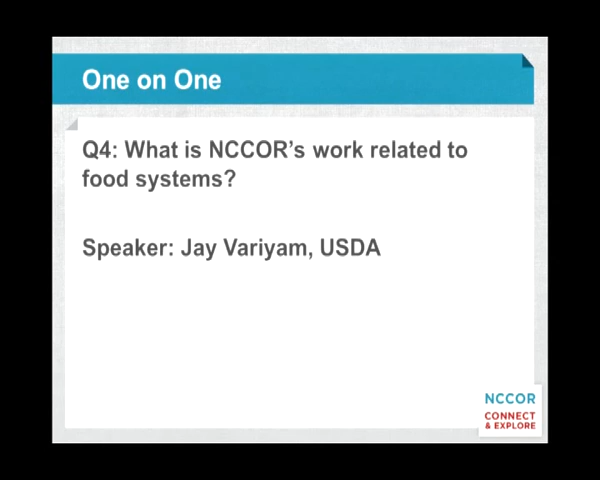 One on One
Q4: What is NCCOR's work related to
food systems?
Speaker: Jay Variyam, USDA
NCCOR
CONNECT
& EXPLORE